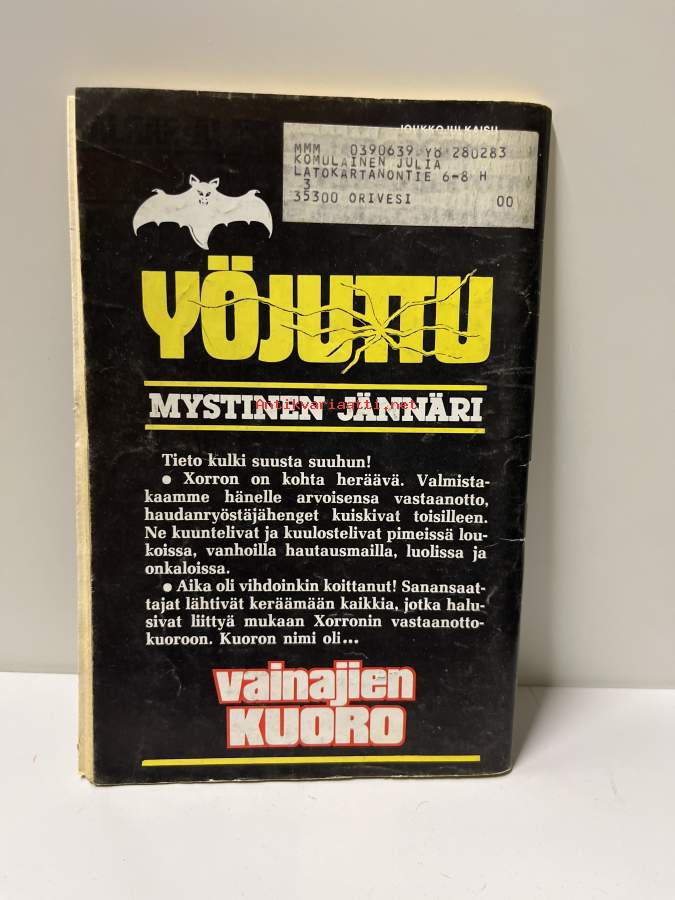 JOUKKOJULKAISU
MMM 0390639 YÖ 280283
KOMULAINEN JULIA
LATOKARTANONTIE 6-8 H
3
35300 ORIVESI 00
YÖJUTTU
MYSTINEN JÄNNÄRI
Antikvariaatti.net
Tieto kulki suusta suuhun!
● Xorron on kohta heräävä. Valmista-
kaamme hänelle arvoisensa vastaanotto,
haudanryöstäjähenget kuiskivat toisilleen.
Ne kuuntelivat ja kuulostelivat pimeissä lou-
koissa, vanhoilla hautausmailla, luolissa ja
onkaloissa.
● Aika oli vihdoinkin koittanut! Sanansaat-
tajat lähtivät keräämään kaikkia, jotka halu-
sivat liittyä mukaan Xorronin vastaanotto-
kuoroon. Kuoron nimi oli...
vainajien
KUORO